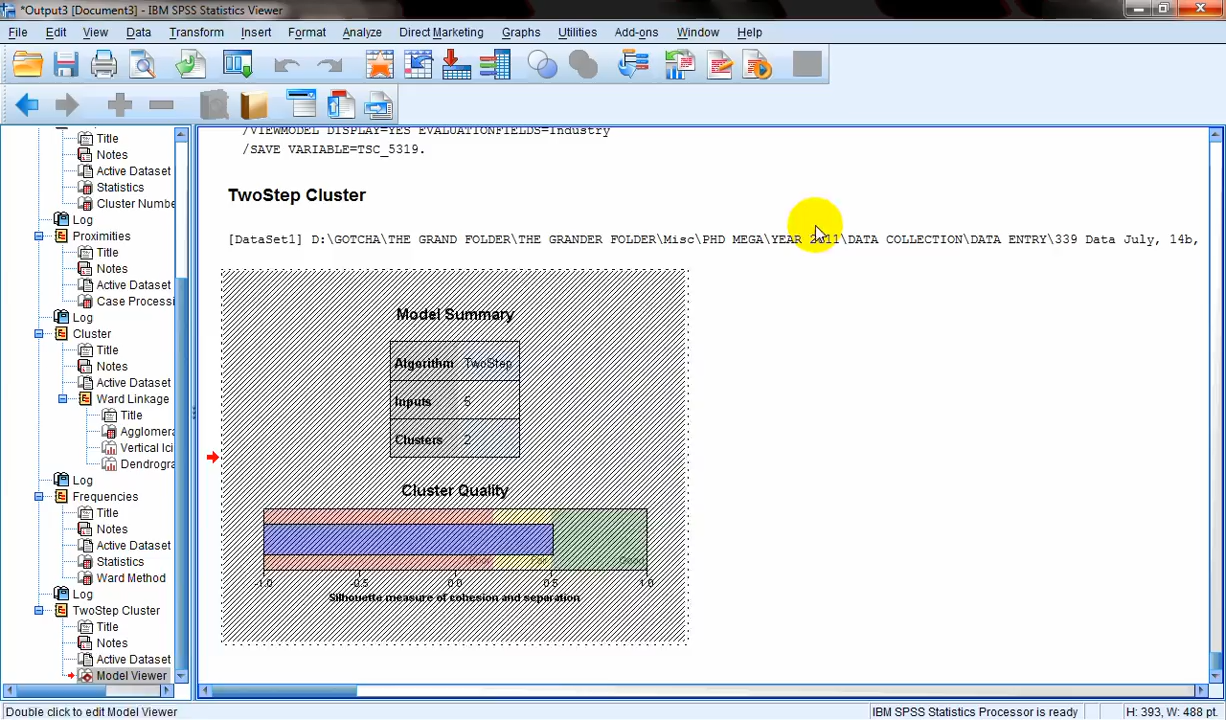 *Output3 [Document3] - IBM SPSS Statistics Viewer
File Edit View Data Transform Insert Format Analyze Direct Marketing Graphs Utilities Add-ons Window Help
Title
Notes
Active Dataset
Statistics
Cluster Numbe
Log
Proximities
Title
Notes
Active Dataset
Case Processi
Log
Cluster
Title
Notes
Active Dataset
Ward Linkage
Title
Agglomera
Vertical Ici
Dendrogra
Log
Frequencies
Title
Notes
Active Dataset
Statistics
Ward Method
Log
TwoStep Cluster
Title
Notes
Active Dataset
Model Viewer
/VIEWMODEL DISPLAY=YES EVALUATIONFIELDS=Industry
/SAVE VARIABLE=TSC_5319.
TwoStep Cluster
[DataSet1] D:\GOTCHA\THE GRAND FOLDER\THE GRANDER FOLDER\Misc\PHD MEGA\YEAR 2011\DATA COLLECTION\DATA ENTRY\339 Data July, 14b,
Model Summary
Algorithm TwoStep
Inputs 5
Clusters 2
Cluster Quality
Poor Fair Good
-1.0 -0.5 0.0 0.5 1.0
Silhouette measure of cohesion and separation
Double click to edit Model Viewer IBM SPSS Statistics Processor is ready H: 393, W: 488 pt.